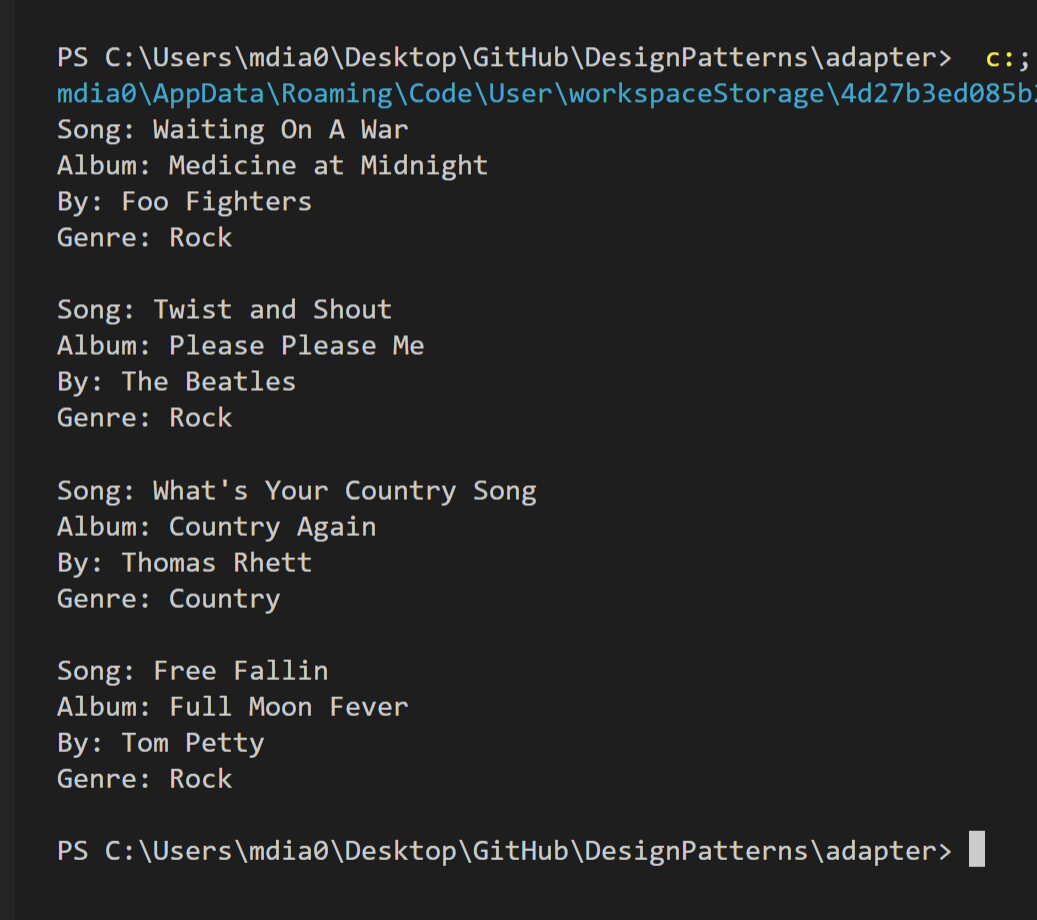 PS C:\Users\mdia0\Desktop\GitHub\DesignPatterns\adapter>  c:;
mdia0\AppData\Roaming\Code\User\workspaceStorage\4d27b3ed085b
Song: Waiting On A War
Album: Medicine at Midnight
By: Foo Fighters
Genre: Rock

Song: Twist and Shout
Album: Please Please Me
By: The Beatles
Genre: Rock

Song: What's Your Country Song
Album: Country Again
By: Thomas Rhett
Genre: Country

Song: Free Fallin
Album: Full Moon Fever
By: Tom Petty
Genre: Rock

PS C:\Users\mdia0\Desktop\GitHub\DesignPatterns\adapter>